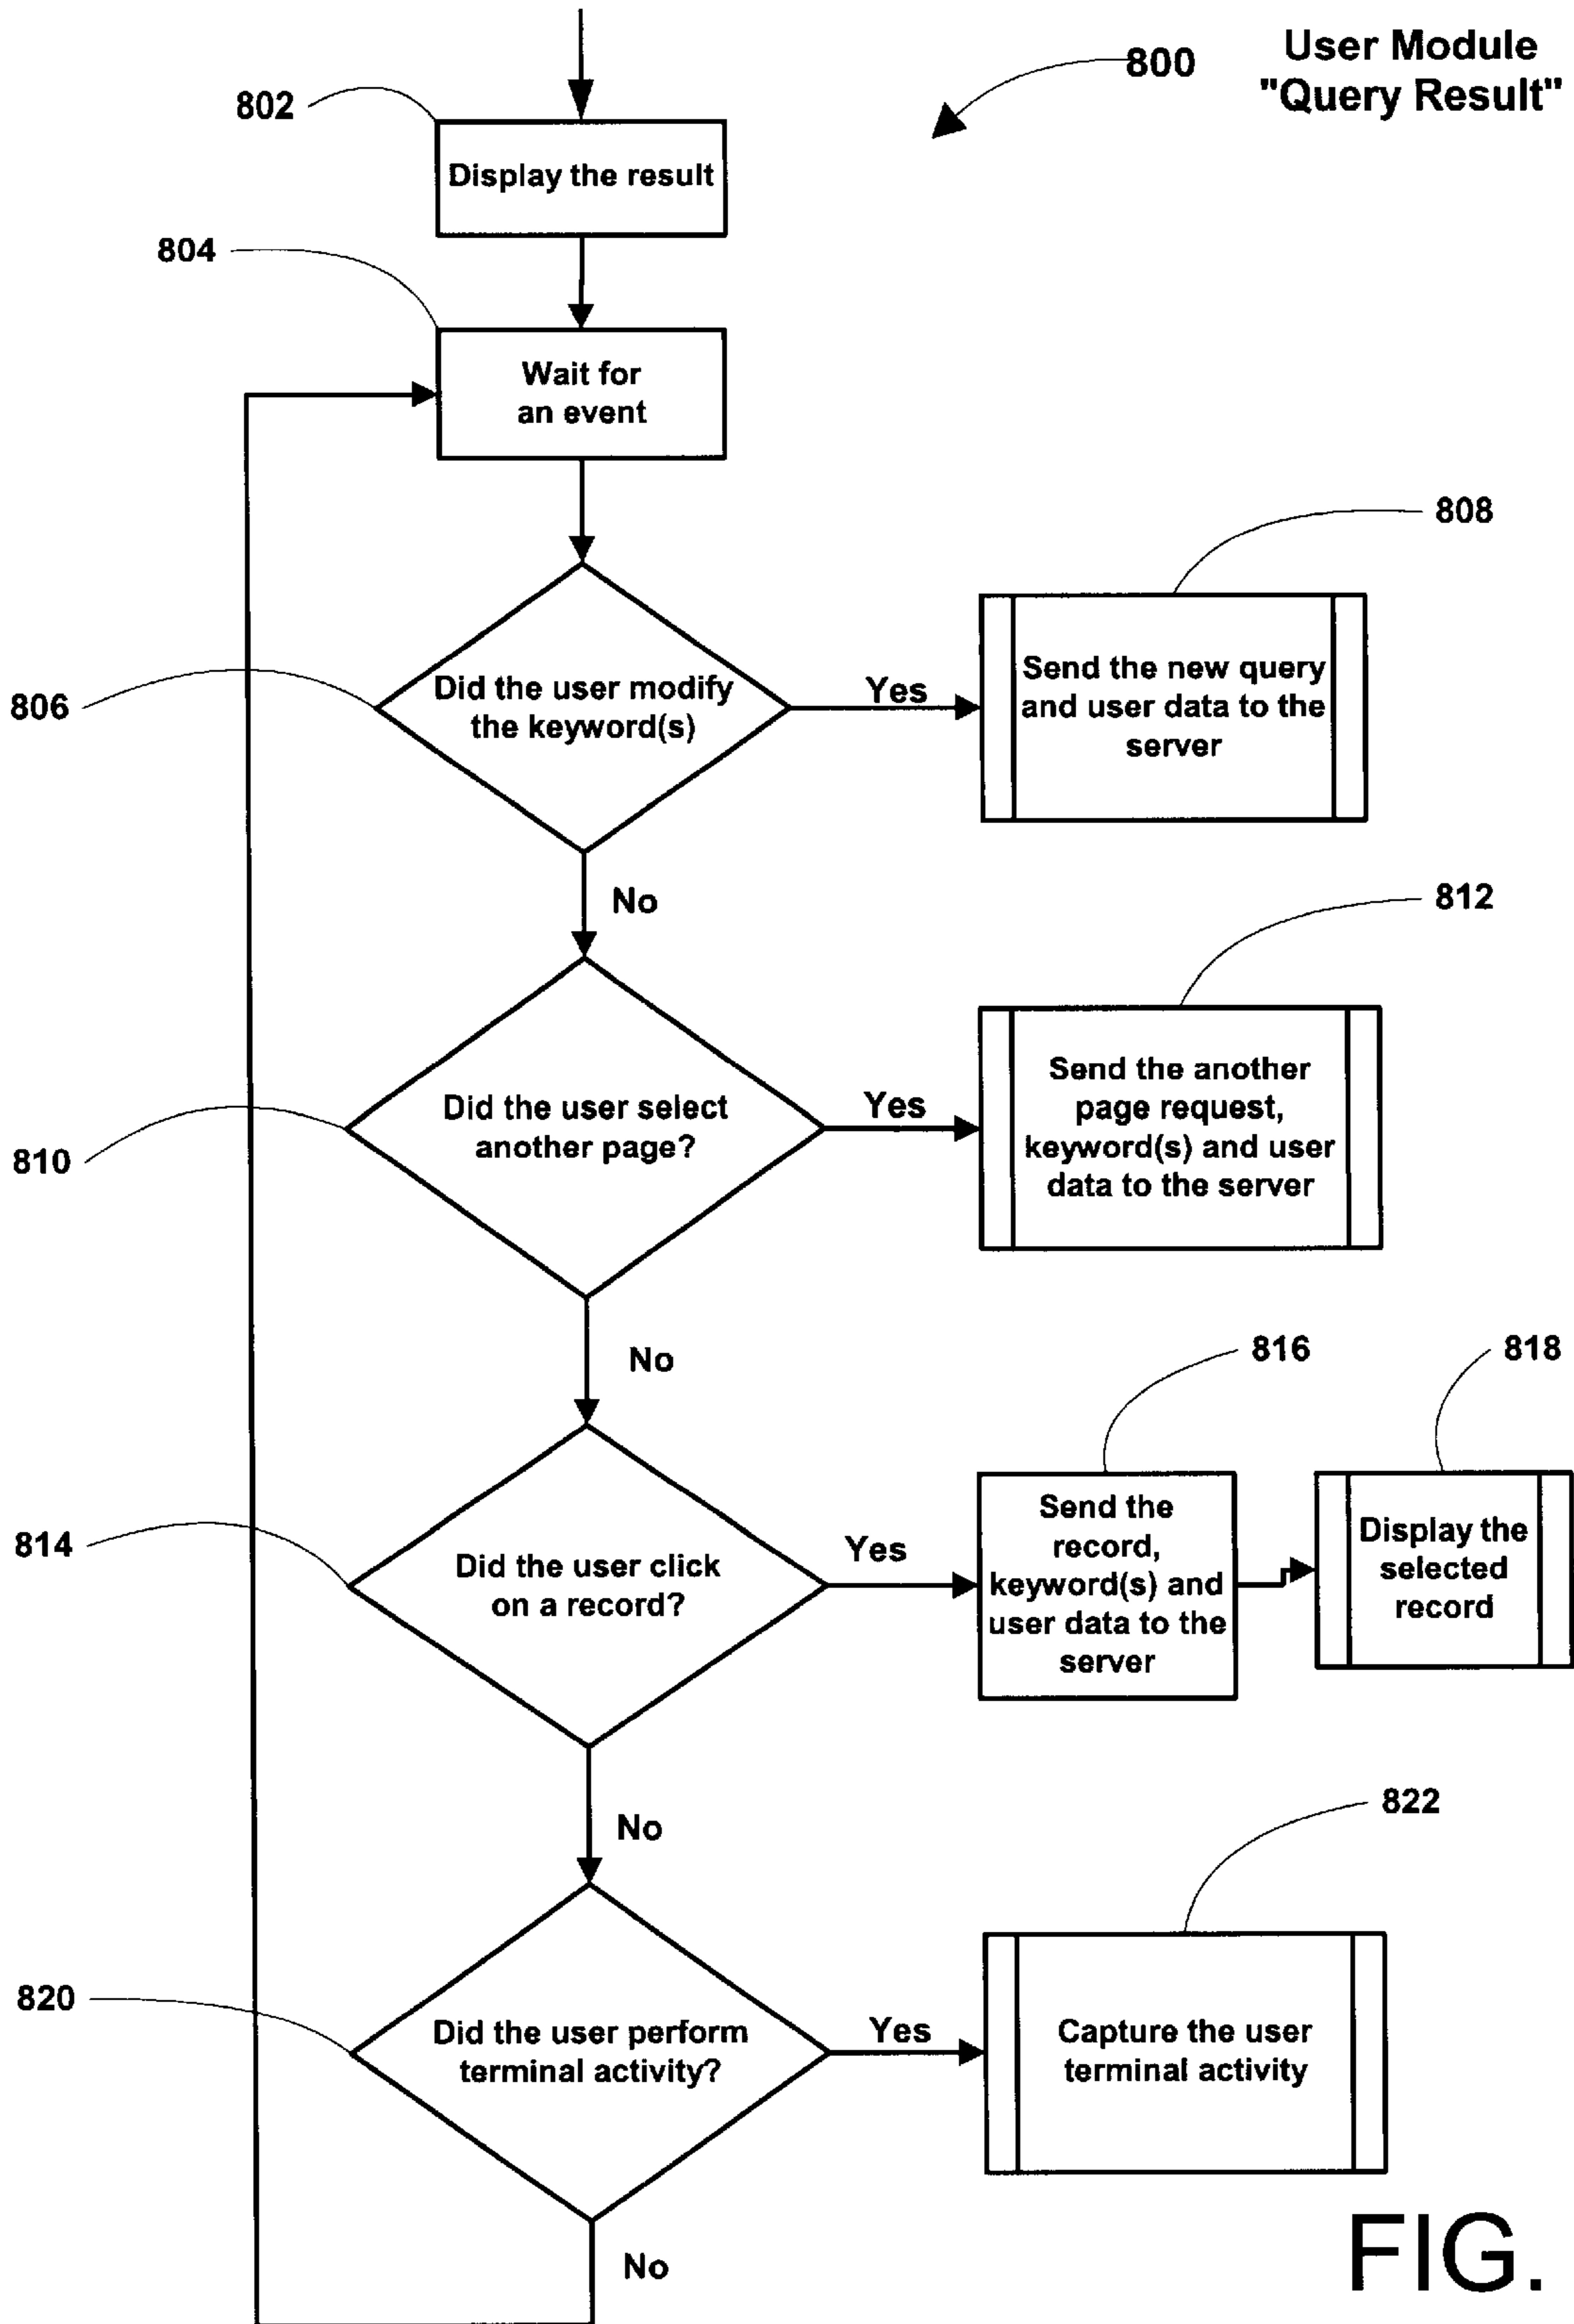 800
User Module
"Query Result"
802
Display the result
804
Wait for
an event
808
806
Did the user modify
the keyword(s)
Yes
Send the new query
and user data to the
server
No
812
810
Did the user select
another page?
Yes
Send the another
page request,
keyword(s) and user
data to the server
No
816
818
814
Did the user click
on a record?
Yes
Send the
record,
keyword(s) and
user data to the
server
Display the
selected
record
No
822
820
Did the user perform
terminal activity?
Yes
Capture the user
terminal activity
No
FIG.